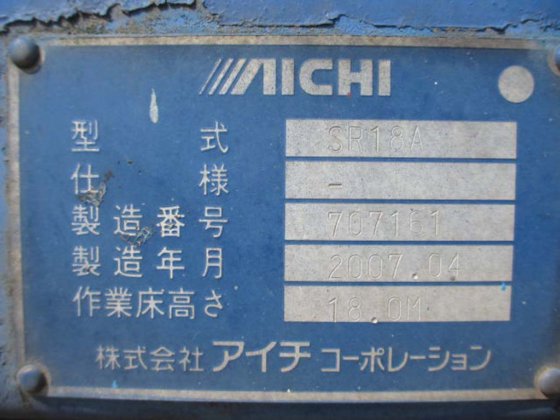 AICHI
型式 SR18A
仕様 -
製造番号 707161
製造年月 2007.04
作業床高さ 18.0M
株式会社 アイチ コーポレーション